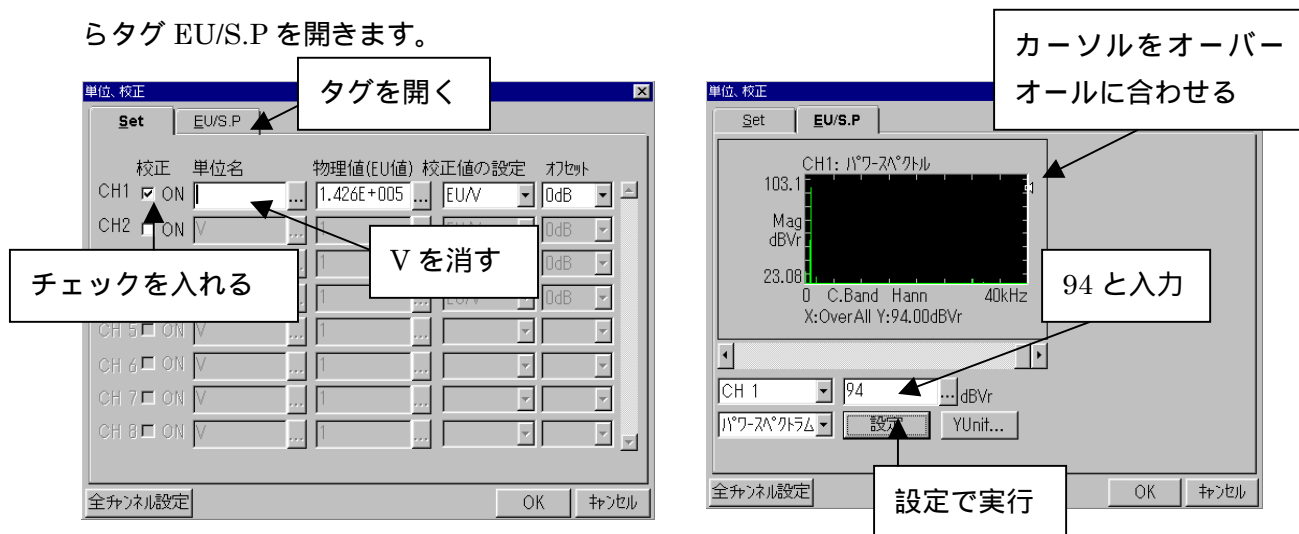 らタグ EU/S.P を開きます。
タグを開く
カーソルをオーバー
オールに合わせる
単位、校正
Set EU/S.P
校正 単位名 物理値(EU値) 校正値の設定 オフセット
CH1 ON ... 1.426E+005 ... EU/V 0dB
CH2 ON V ... 1 0dB
V を消す
チェックを入れる
... 1 0dB
... 1 ... EU/V 0dB
CH 5 ON V ... 1 ...
CH 6 ON V ... 1 ...
CH 7 ON V ... 1 ...
CH 8 ON V ... 1 ...
全チャンネル設定 OK キャンセル
単位、校正
Set EU/S.P
CH1: パワースペクトル
103.1
Mag
dBVr
23.08
0 C.Band Hann 40kHz
X:OverAll Y:94.00dBVr
94 と入力
CH 1 94 ... dBVr
パワースペクトラム 設定 YUnit...
設定で実行
全チャンネル設定 OK キャンセル